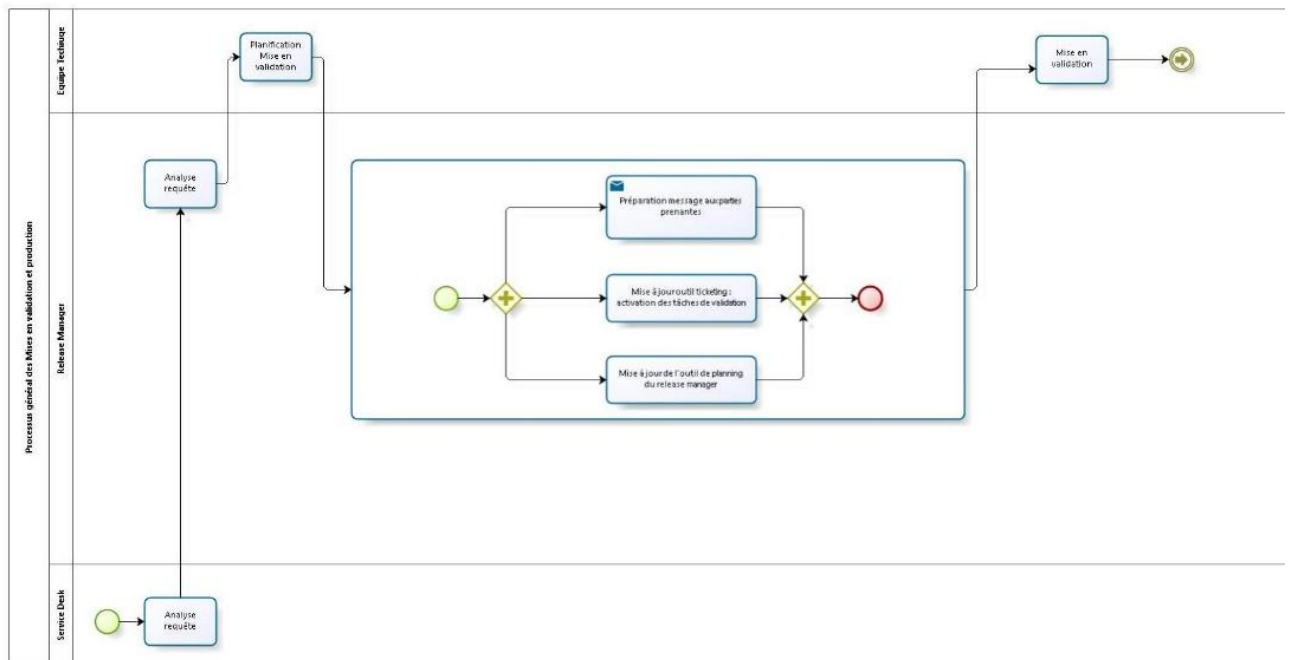 Processus général des Mises en validation et production
Equipe Techiuqe
Planification
Mise en
validation
Mise en
validation
Release Manager
Analyse
requête
Préparation message aux parties
prenantes
Mise à jour outil ticketing :
activation des tâches de validation
Mise à jour de l'outil de planning
du release manager
Service Desk
Analyse
requête